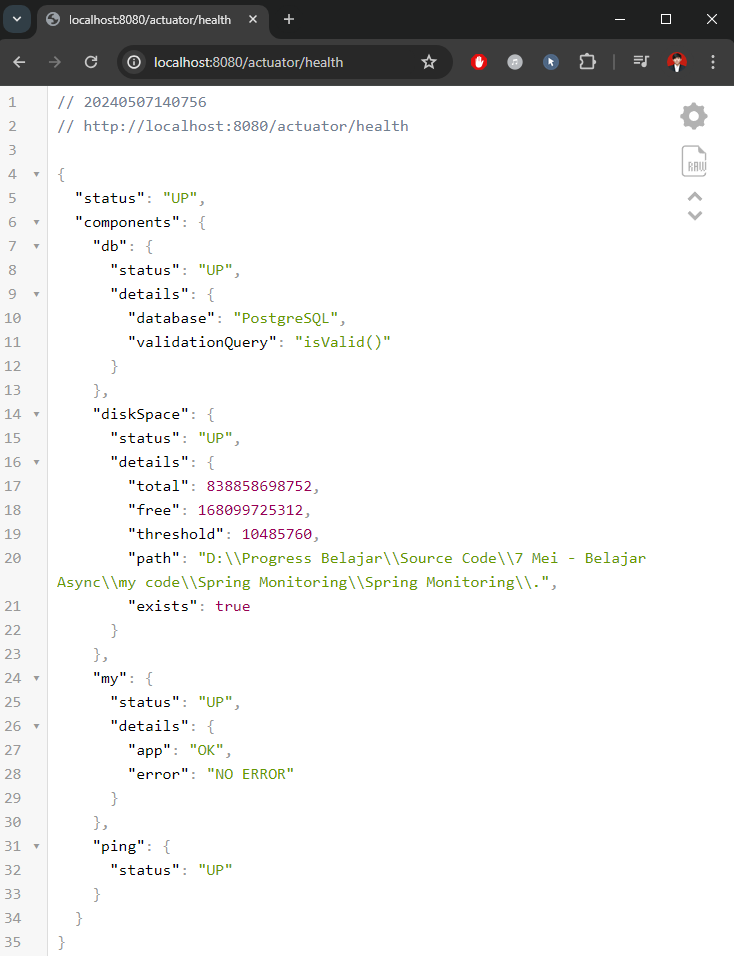 localhost:8080/actuator/health
localhost:8080/actuator/health
1 // 20240507140756
2 // http://localhost:8080/actuator/health
3
4 {
5 "status": "UP",
6 "components": {
7 "db": {
8 "status": "UP",
9 "details": {
10 "database": "PostgreSQL",
11 "validationQuery": "isValid()"
12 }
13 },
14 "diskSpace": {
15 "status": "UP",
16 "details": {
17 "total": 838858698752,
18 "free": 168099725312,
19 "threshold": 10485760,
20 "path": "D:\\Progress Belajar\\Source Code\\7 Mei - Belajar
Async\\my code\\Spring Monitoring\\Spring Monitoring\\.",
21 "exists": true
22 }
23 },
24 "my": {
25 "status": "UP",
26 "details": {
27 "app": "OK",
28 "error": "NO ERROR"
29 }
30 },
31 "ping": {
32 "status": "UP"
33 }
34 }
35 }
RAW